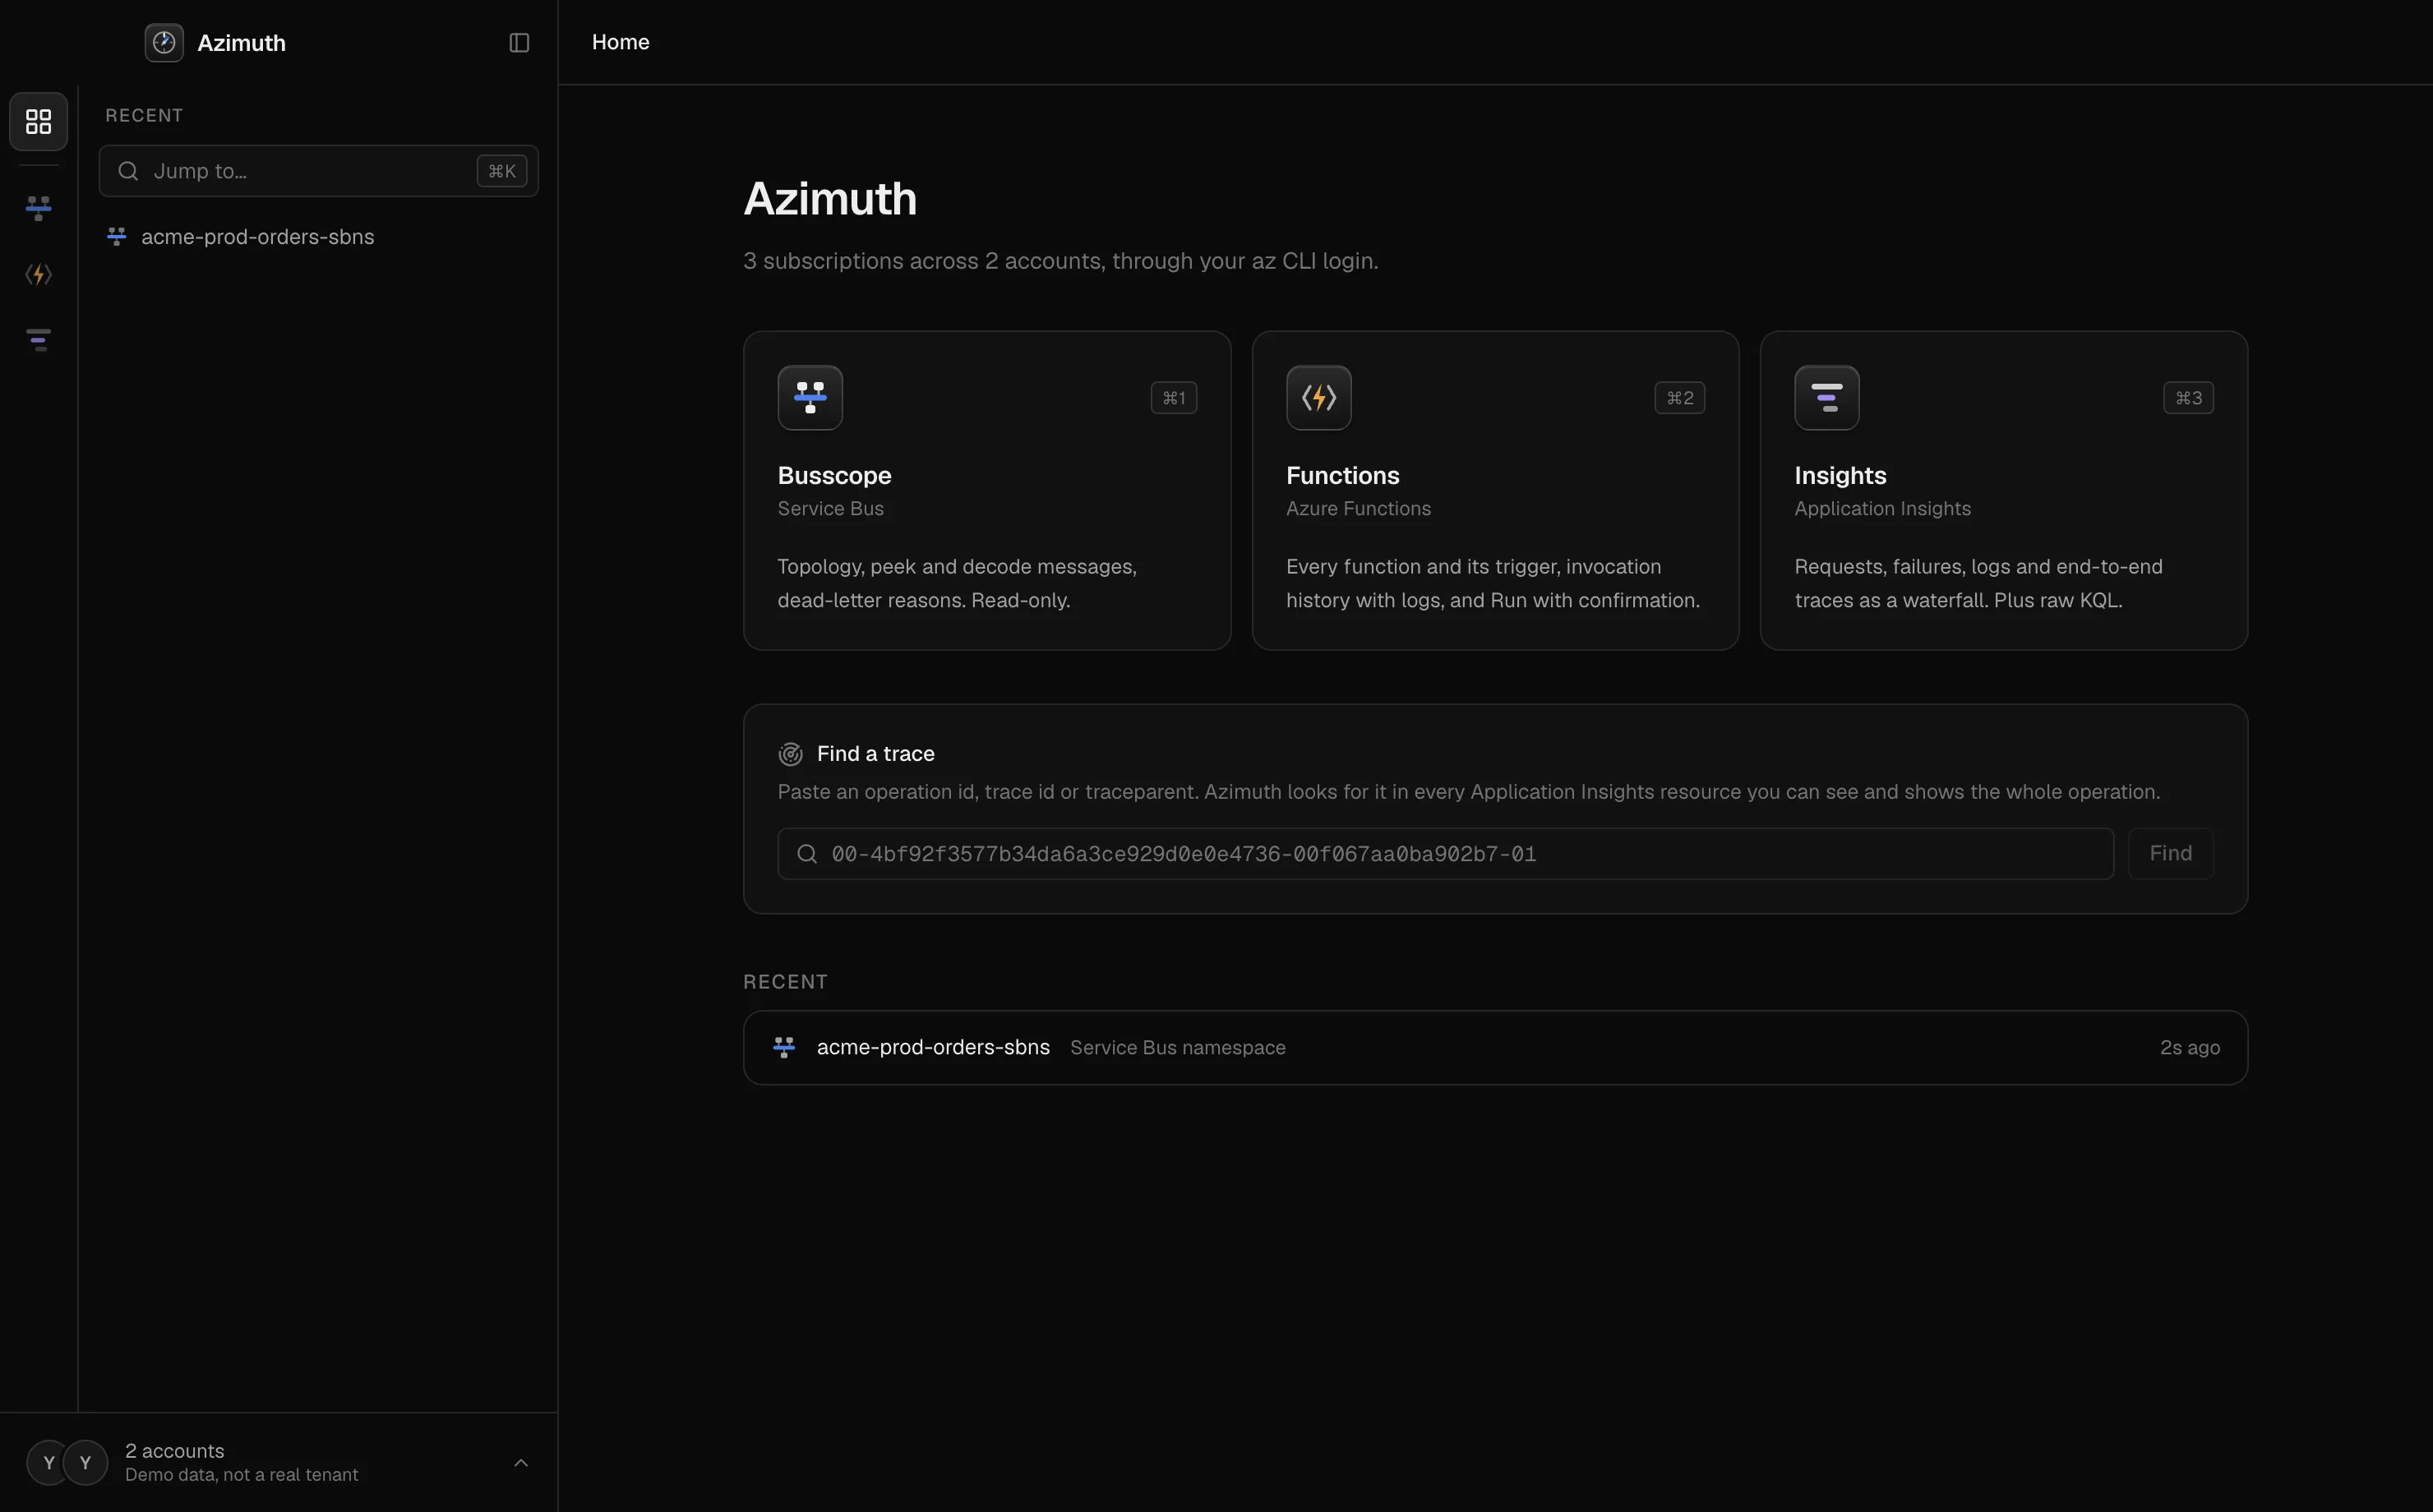 Azimuth
RECENT
Jump to...
⌘K
acme-prod-orders-sbns
2 accounts
Demo data, not a real tenant
Y
Y
Home
Azimuth
3 subscriptions across 2 accounts, through your az CLI login.
⌘1
Busscope
Service Bus
Topology, peek and decode messages,
dead-letter reasons. Read-only.
⌘2
Functions
Azure Functions
Every function and its trigger, invocation
history with logs, and Run with confirmation.
⌘3
Insights
Application Insights
Requests, failures, logs and end-to-end
traces as a waterfall. Plus raw KQL.
Find a trace
Paste an operation id, trace id or traceparent. Azimuth looks for it in every Application Insights resource you can see and shows the whole operation.
00-4bf92f3577b34da6a3ce929d0e0e4736-00f067aa0ba902b7-01
Find
RECENT
acme-prod-orders-sbns Service Bus namespace 2s ago